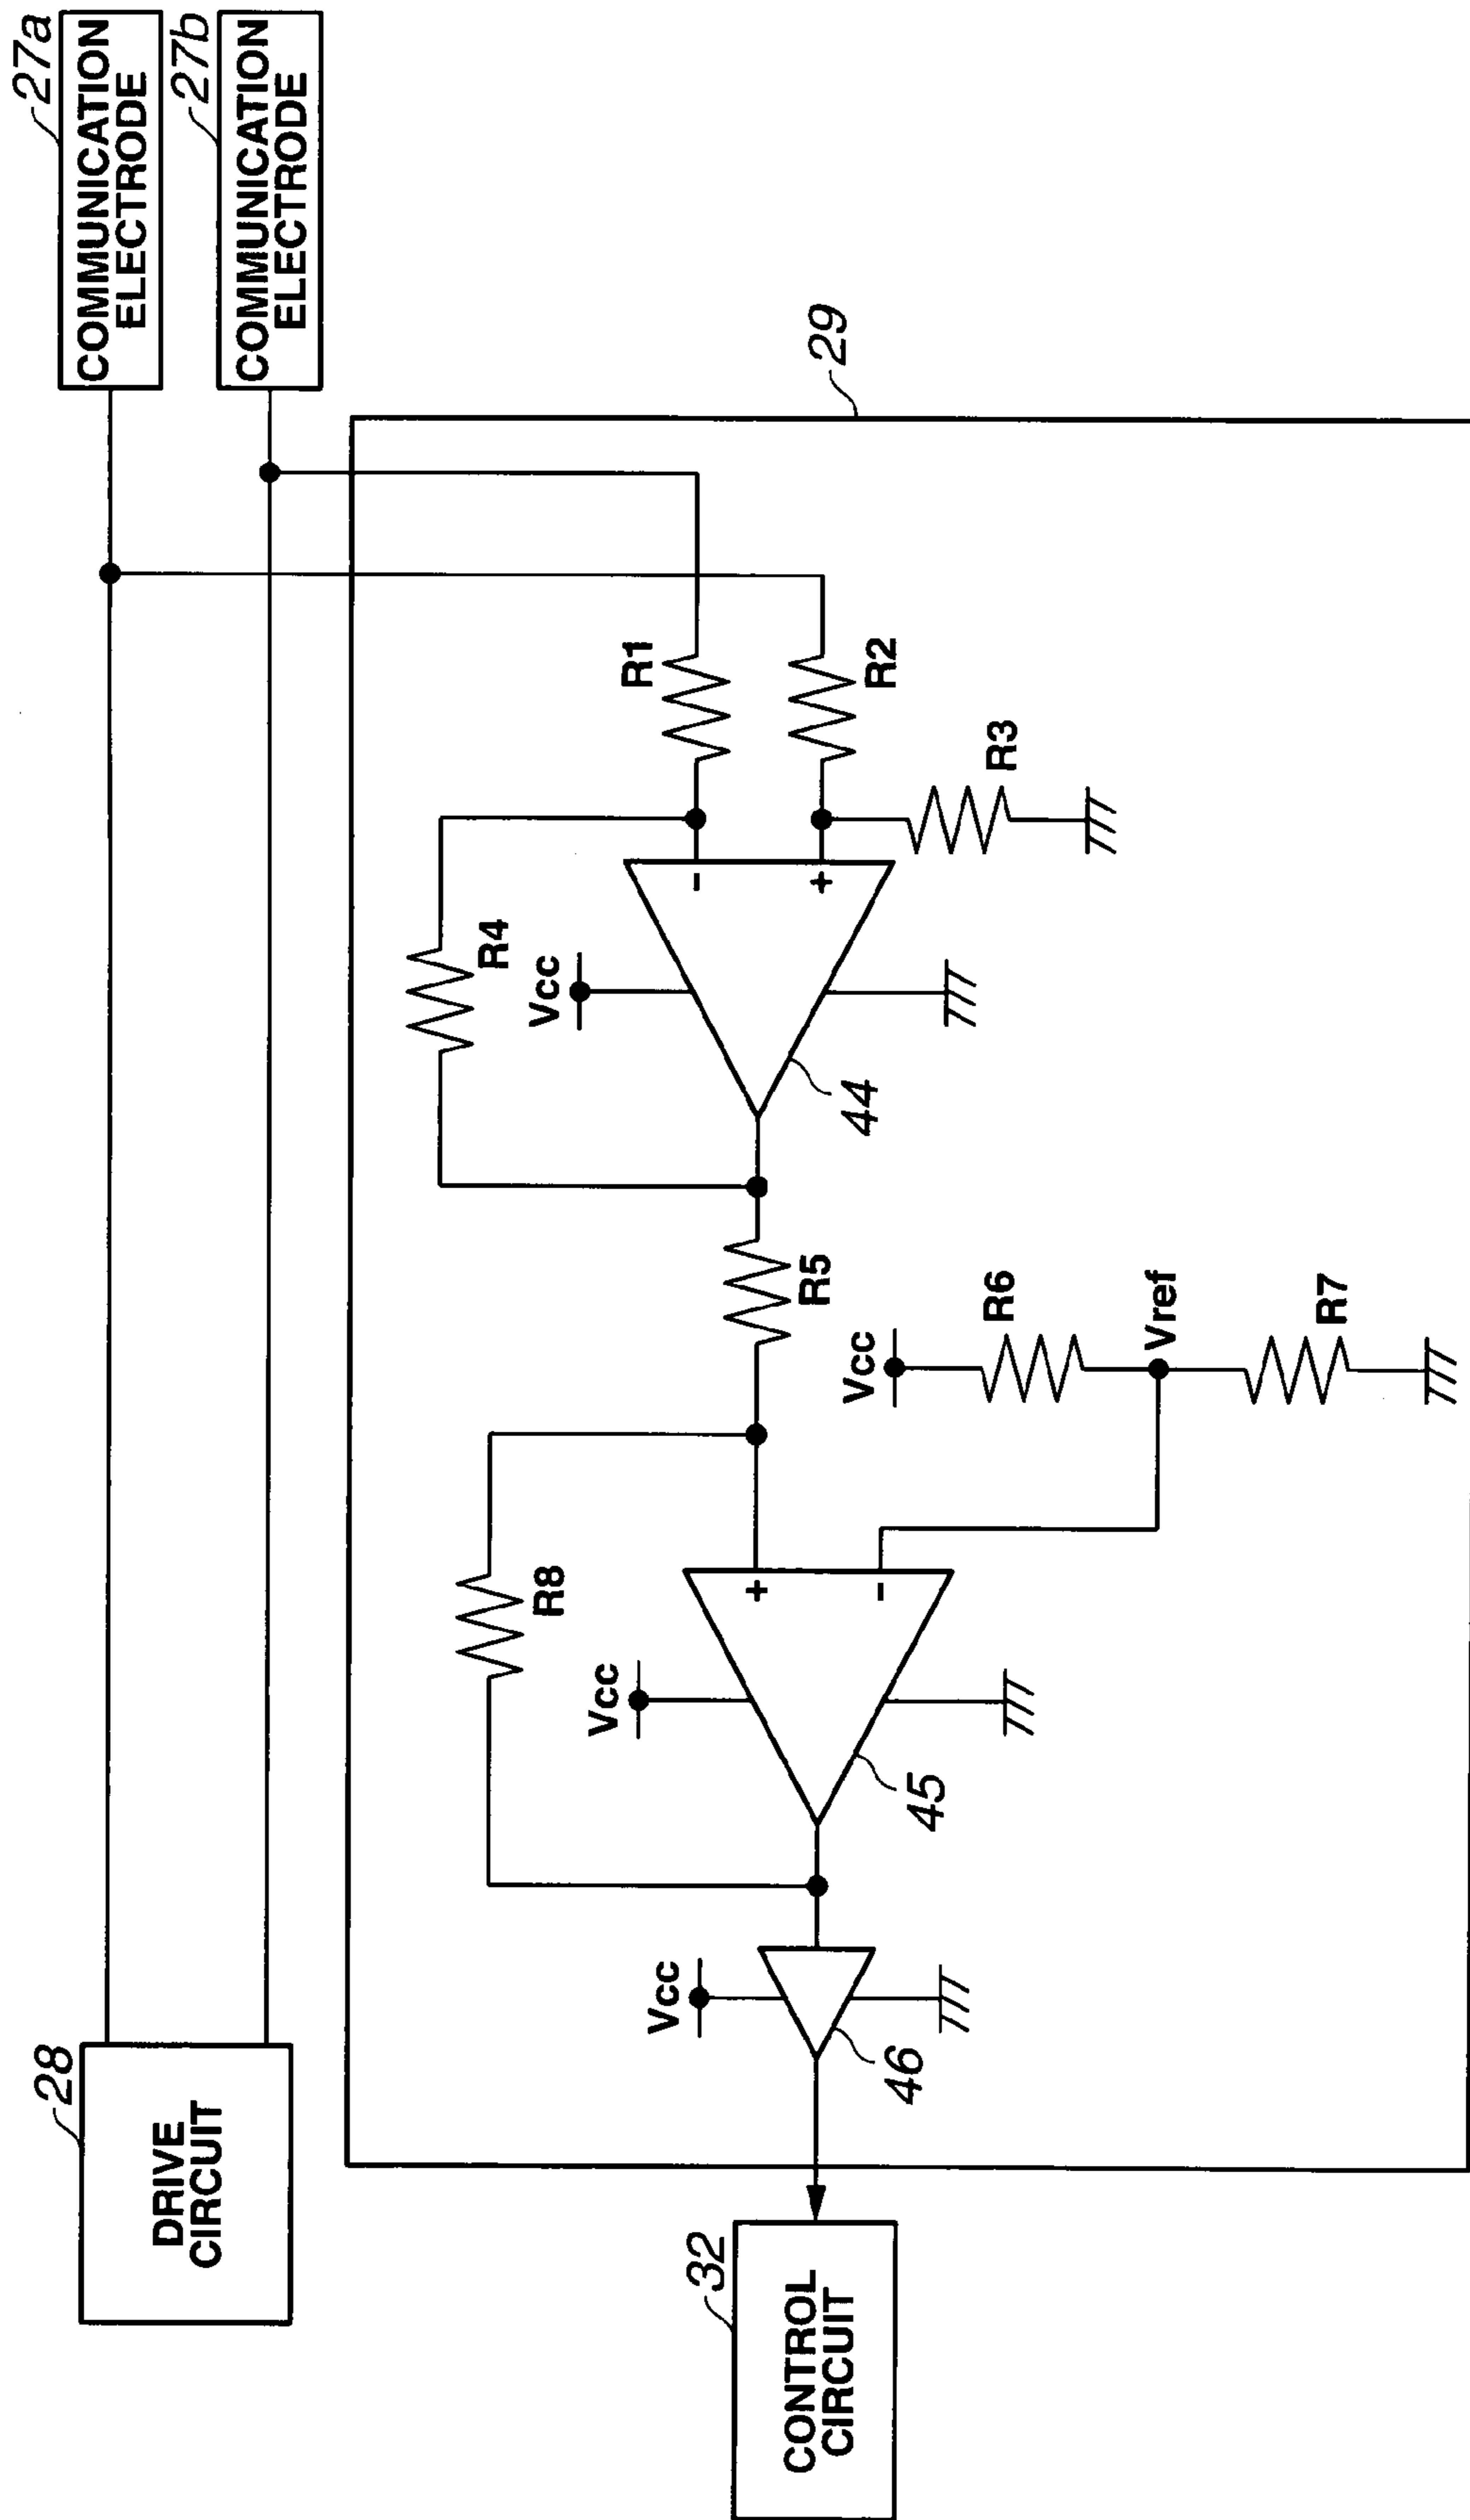 27a
COMMUNICATION
ELECTRODE
27b
COMMUNICATION
ELECTRODE
29
R1
R2
R3
R4
Vcc
-
+
44
R5
Vcc
R6
Vref
R7
R8
Vcc
+
-
45
Vcc
46
28
DRIVE
CIRCUIT
32
CONTROL
CIRCUIT